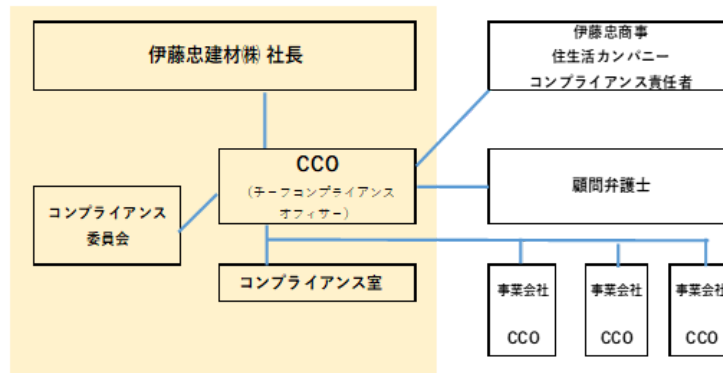 伊藤忠建材㈱ 社長
伊藤忠商事
住生活カンパニー
コンプライアンス責任者
CCO
（チーフコンプライアンス
オフィサー）
顧問弁護士
コンプライアンス
委員会
コンプライアンス室
事業会社
CCO
事業会社
CCO
事業会社
CCO